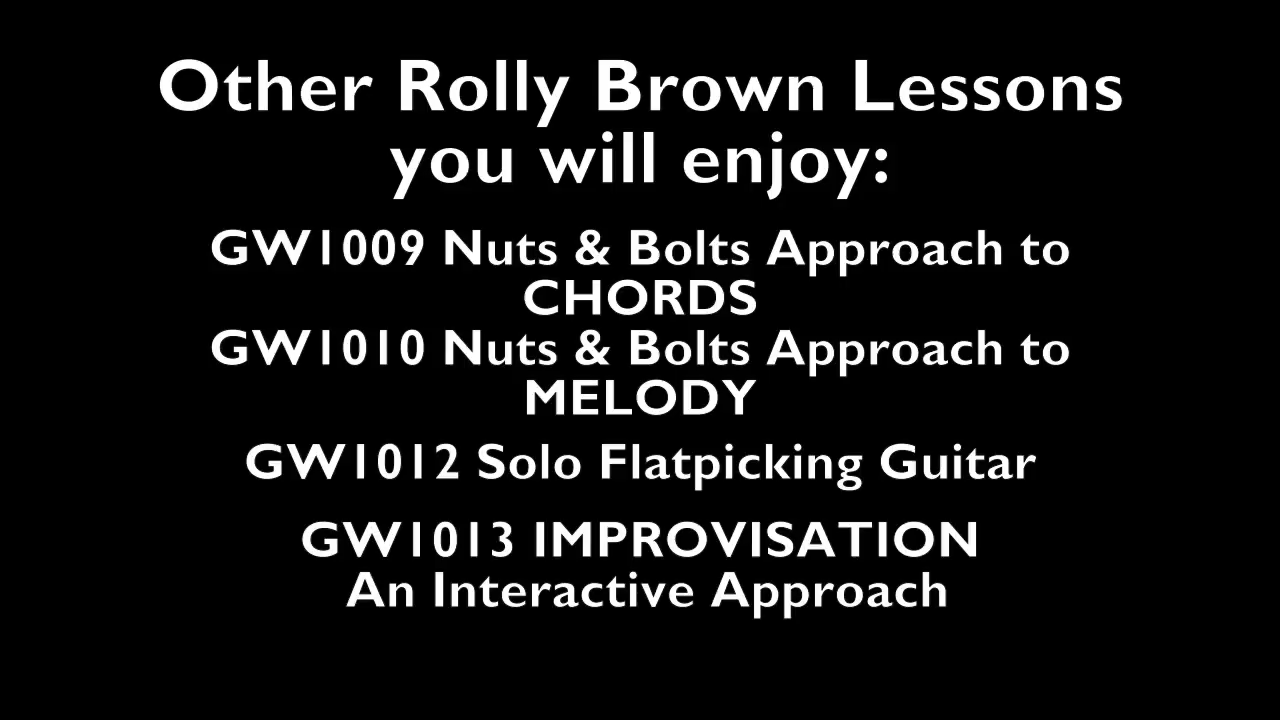 Other Rolly Brown Lessons
you will enjoy:
GW1009 Nuts & Bolts Approach to
CHORDS
GW1010 Nuts & Bolts Approach to
MELODY
GW1012 Solo Flatpicking Guitar
GW1013 IMPROVISATION
An Interactive Approach